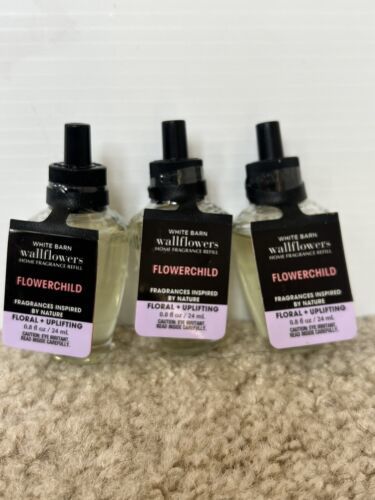 WHITE BARN
wallflowers
HOME FRAGRANCE REFILL
FLOWERCHILD
FRAGRANCES INSPIRED
BY NATURE
FLORAL + UPLIFTING
0.8 fl oz / 24 mL
CAUTION: EYE IRRITANT.
READ INSIDE CAREFULLY.
WHITE BARN
wallflowers
HOME FRAGRANCE REFILL
FLOWERCHILD
FRAGRANCES INSPIRED
BY NATURE
FLORAL + UPLIFTING
0.8 fl oz / 24 mL
CAUTION: EYE IRRITANT.
READ INSIDE CAREFULLY.
WHITE BARN
wallflowers
HOME FRAGRANCE REFILL
FLOWERCHILD
FRAGRANCES INSPIRED
BY NATURE
FLORAL + UPLIFTING
0.8 fl oz / 24 mL
CAUTION: EYE IRRITANT.
READ INSIDE CAREFULLY.